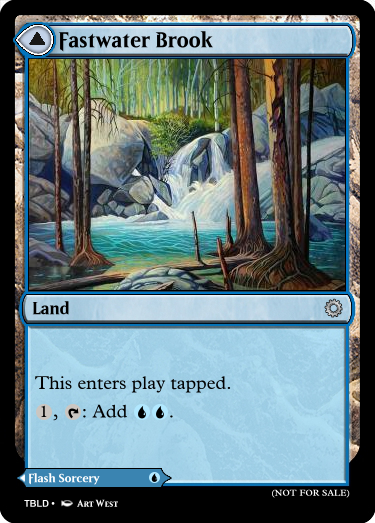 Fastwater Brook
Land
This enters play tapped.
1, : Add .
Flash Sorcery
(NOT FOR SALE)
TBLD • ART WEST